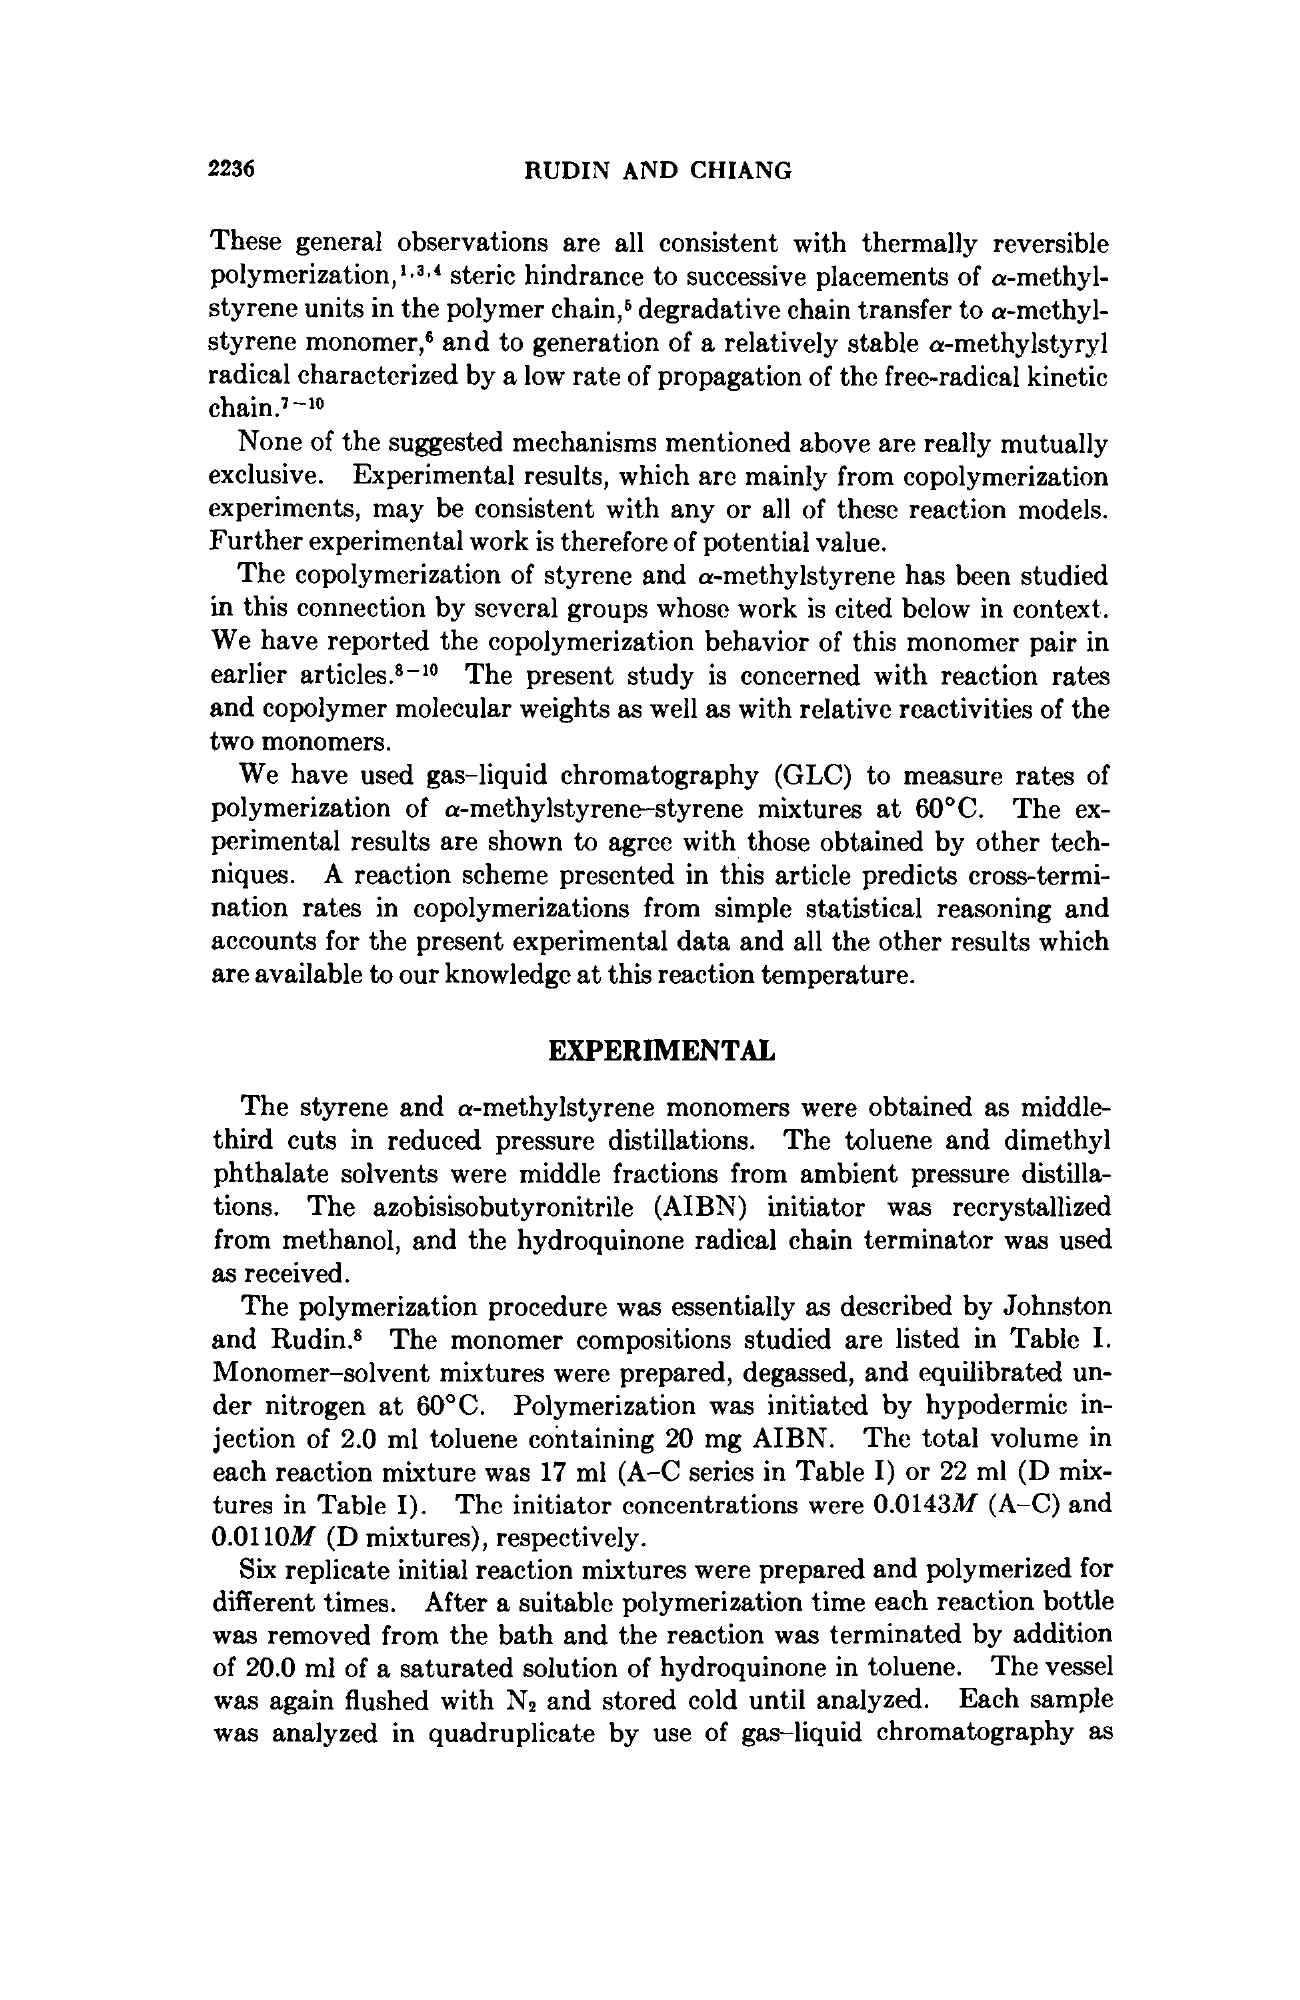 2236 RUDIN AND CHIANG
These general observations are all consistent with thermally reversible
polymerization,¹,³,⁴ steric hindrance to successive placements of α-methyl-
styrene units in the polymer chain,⁵ degradative chain transfer to α-methyl-
styrene monomer,⁶ and to generation of a relatively stable α-methylstyryl
radical characterized by a low rate of propagation of the free-radical kinetic
chain.⁷⁻¹⁰
None of the suggested mechanisms mentioned above are really mutually
exclusive. Experimental results, which are mainly from copolymerization
experiments, may be consistent with any or all of these reaction models.
Further experimental work is therefore of potential value.
The copolymerization of styrene and α-methylstyrene has been studied
in this connection by several groups whose work is cited below in context.
We have reported the copolymerization behavior of this monomer pair in
earlier articles.⁸⁻¹⁰ The present study is concerned with reaction rates
and copolymer molecular weights as well as with relative reactivities of the
two monomers.
We have used gas–liquid chromatography (GLC) to measure rates of
polymerization of α-methylstyrene–styrene mixtures at 60°C. The ex-
perimental results are shown to agree with those obtained by other tech-
niques. A reaction scheme presented in this article predicts cross-termi-
nation rates in copolymerizations from simple statistical reasoning and
accounts for the present experimental data and all the other results which
are available to our knowledge at this reaction temperature.
EXPERIMENTAL
The styrene and α-methylstyrene monomers were obtained as middle-
third cuts in reduced pressure distillations. The toluene and dimethyl
phthalate solvents were middle fractions from ambient pressure distilla-
tions. The azobisisobutyronitrile (AIBN) initiator was recrystallized
from methanol, and the hydroquinone radical chain terminator was used
as received.
The polymerization procedure was essentially as described by Johnston
and Rudin.⁸ The monomer compositions studied are listed in Table I.
Monomer–solvent mixtures were prepared, degassed, and equilibrated un-
der nitrogen at 60°C. Polymerization was initiated by hypodermic in-
jection of 2.0 ml toluene containing 20 mg AIBN. The total volume in
each reaction mixture was 17 ml (A–C series in Table I) or 22 ml (D mix-
tures in Table I). The initiator concentrations were 0.0143M (A–C) and
0.0110M (D mixtures), respectively.
Six replicate initial reaction mixtures were prepared and polymerized for
different times. After a suitable polymerization time each reaction bottle
was removed from the bath and the reaction was terminated by addition
of 20.0 ml of a saturated solution of hydroquinone in toluene. The vessel
was again flushed with N₂ and stored cold until analyzed. Each sample
was analyzed in quadruplicate by use of gas–liquid chromatography as